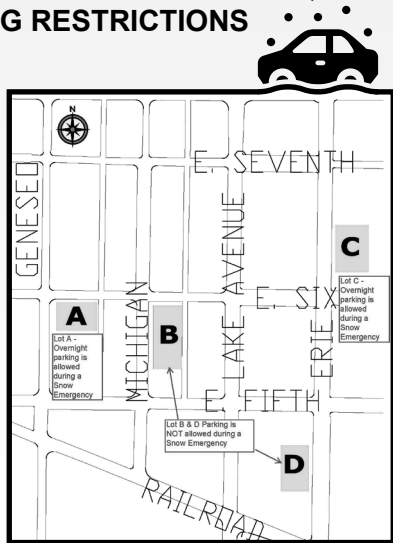 G RESTRICTIONS
N
E. SEVENTH
GENESEO
AVENUE
C
E. SIX
Lot C -
Overnight
parking is
allowed
during a
Snow
Emergency
A
Lot A -
Overnight
parking is
allowed
during a
Snow
Emergency
MICHIGAN
B
LAKE
ERIE
E. FIFTH
Lot B & D Parking is
NOT allowed during a
Snow Emergency
D
RAILROAD